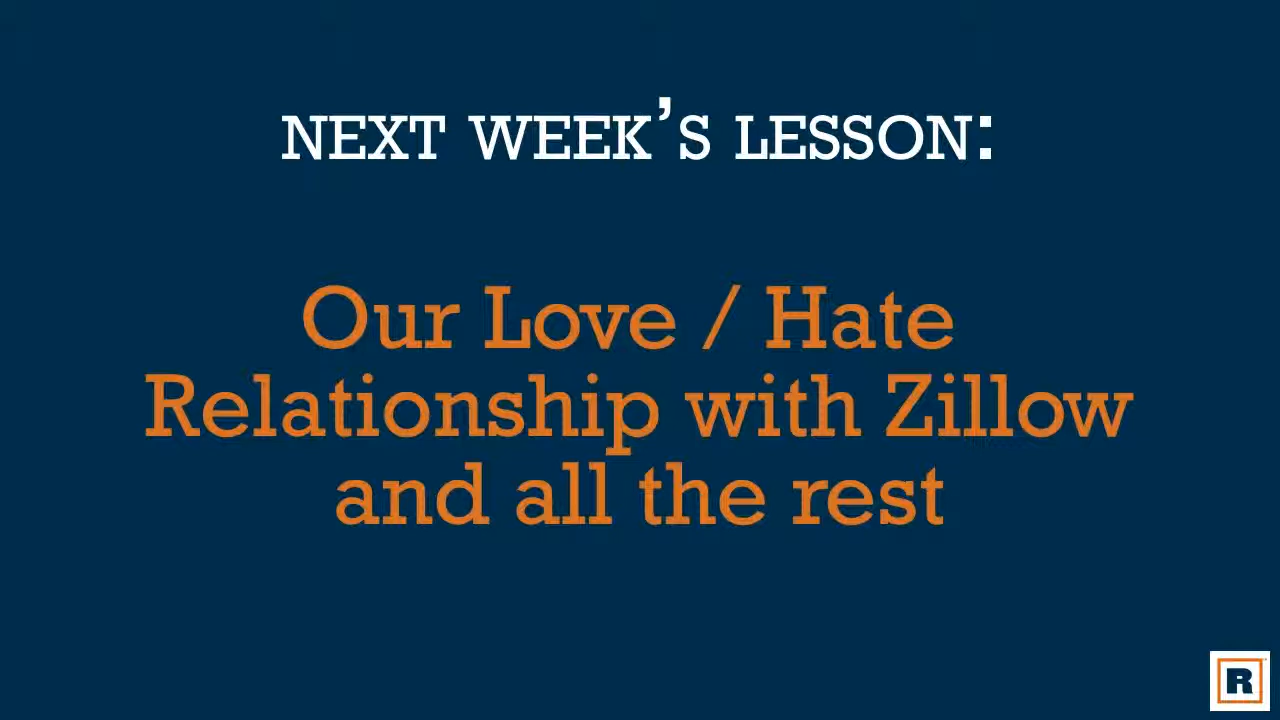 NEXT WEEK’S LESSON:
Our Love / Hate
Relationship with Zillow
and all the rest
R